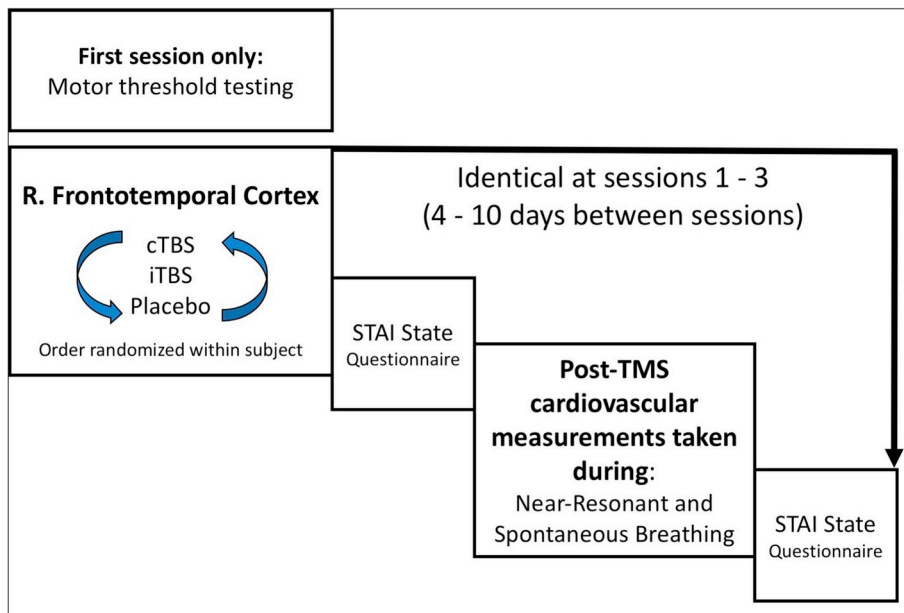 First session only:
Motor threshold testing
R. Frontotemporal Cortex
cTBS
iTBS
Placebo
Order randomized within subject
Identical at sessions 1 - 3
(4 - 10 days between sessions)
STAI State
Questionnaire
Post-TMS
cardiovascular
measurements taken
during:
Near-Resonant and
Spontaneous Breathing
STAI State
Questionnaire